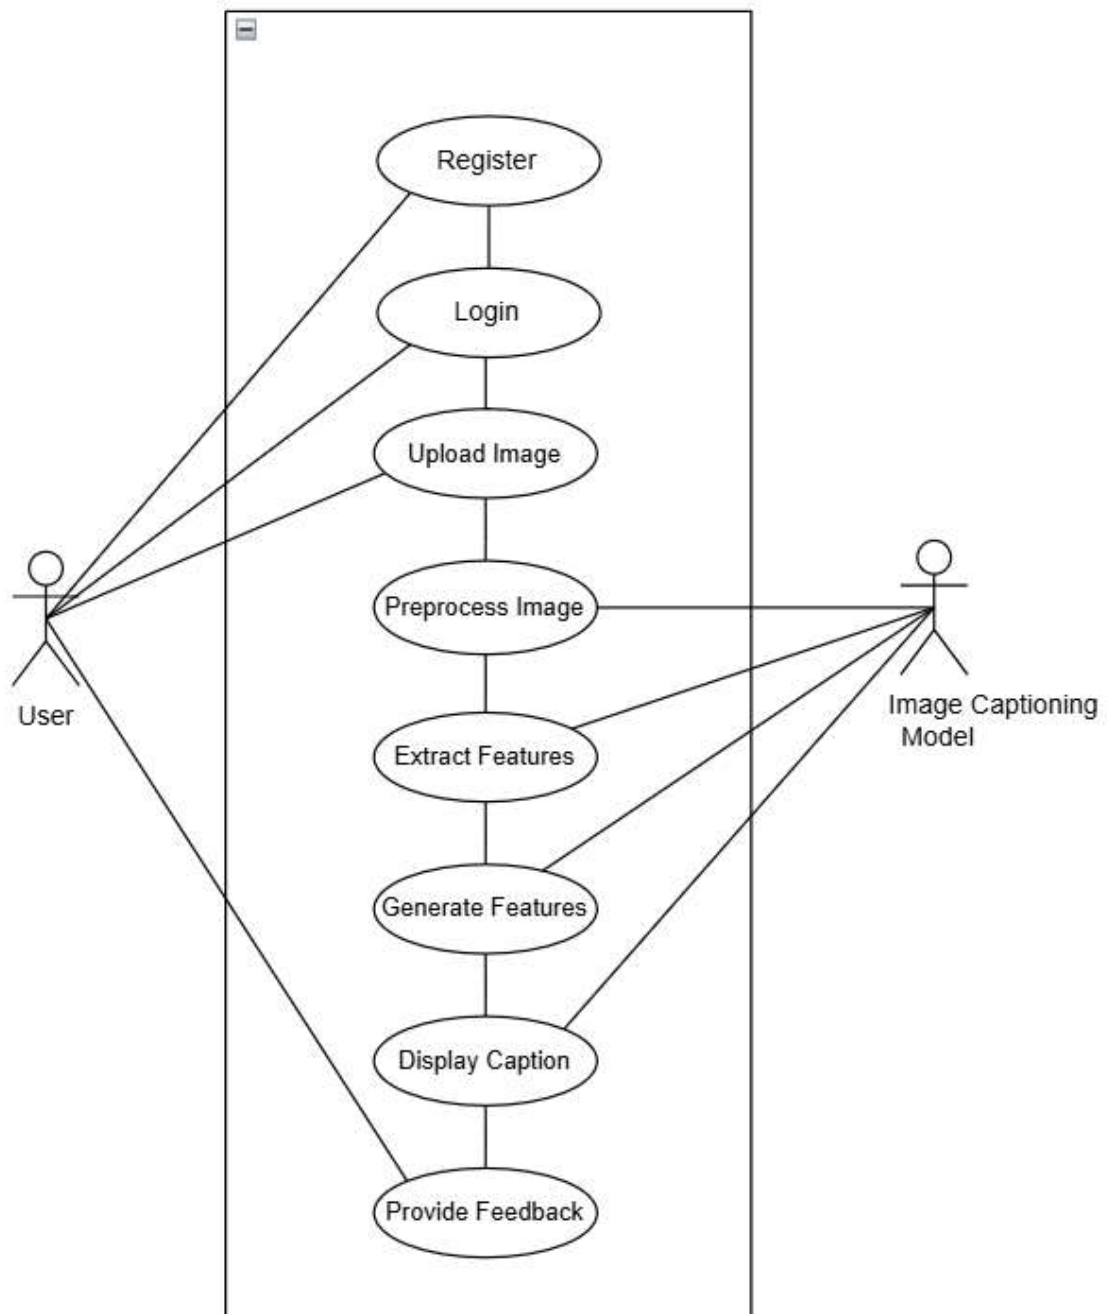 Register
Login
Upload Image
Preprocess Image
Extract Features
Generate Features
Display Caption
Provide Feedback
User
Image Captioning
Model